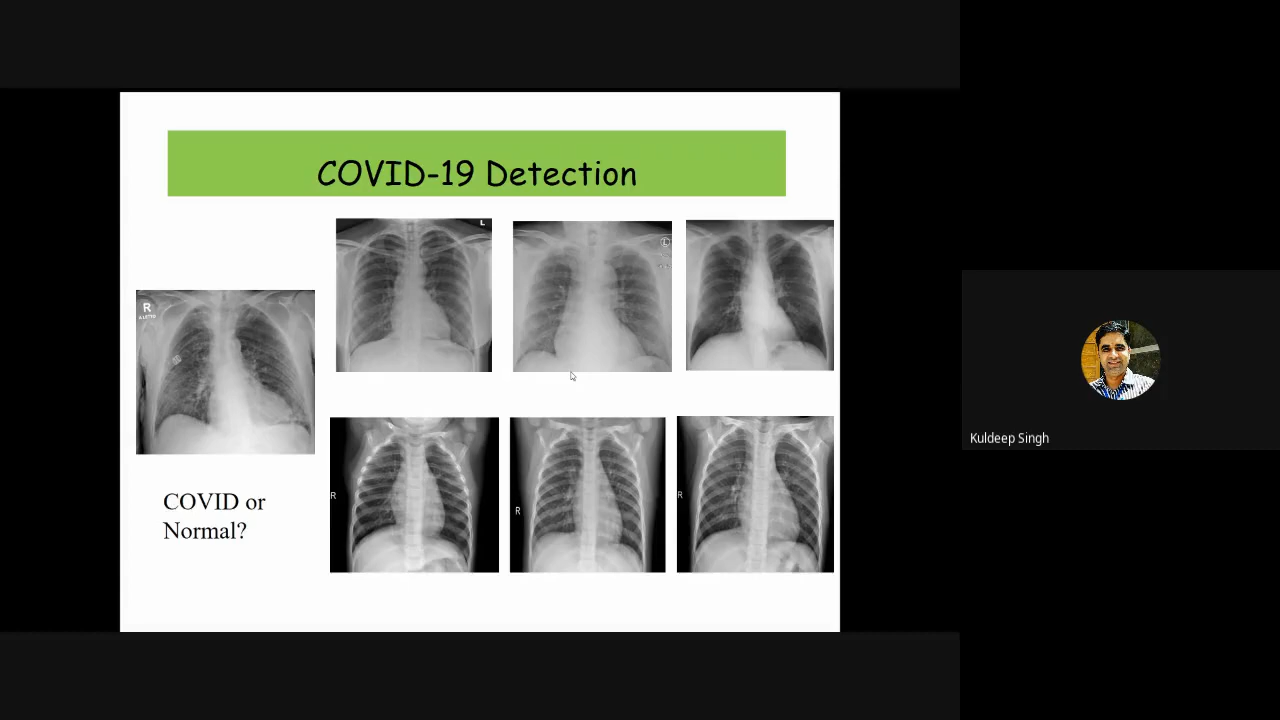 COVID-19 Detection
L
L
R
COVID or
Normal?
R
R
R
Kuldeep Singh